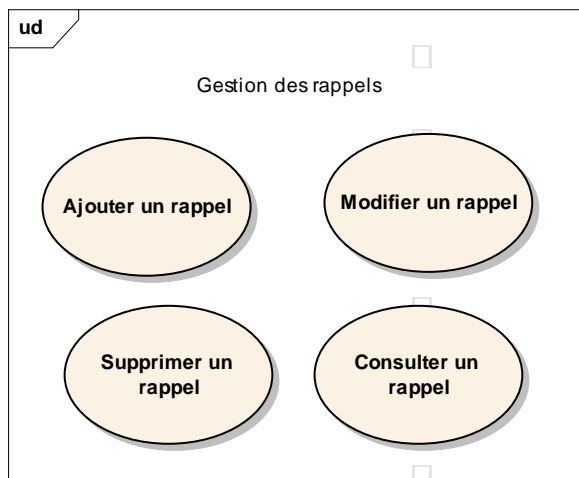 ud
Gestion des rappels
Ajouter un rappel
Modifier un rappel
Supprimer un
rappel
Consulter un
rappel